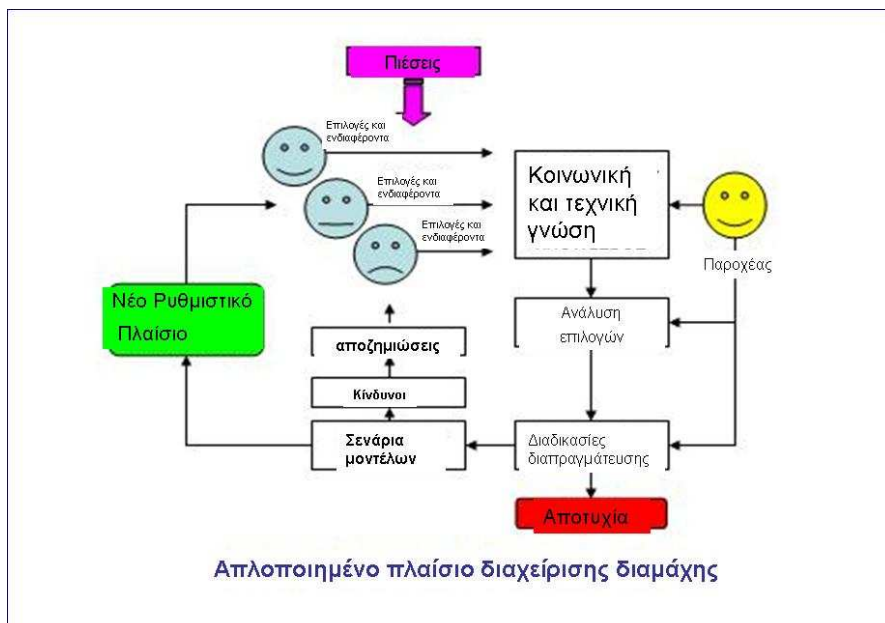 Πιέσεις
Επιλογές και
ενδιαφέροντα
Επιλογές και
ενδιαφέροντα
Επιλογές και
ενδιαφέροντα
Κοινωνική
και τεχνική
γνώση
Παροχέας
Νέο Ρυθμιστικό
Πλαίσιο
Ανάλυση
επιλογών
αποζημιώσεις
Κίνδυνοι
Σενάρια
μοντέλων
Διαδικασίες
διαπραγμάτευσης
Αποτυχία
Απλοποιημένο πλαίσιο διαχείρισης διαμάχης